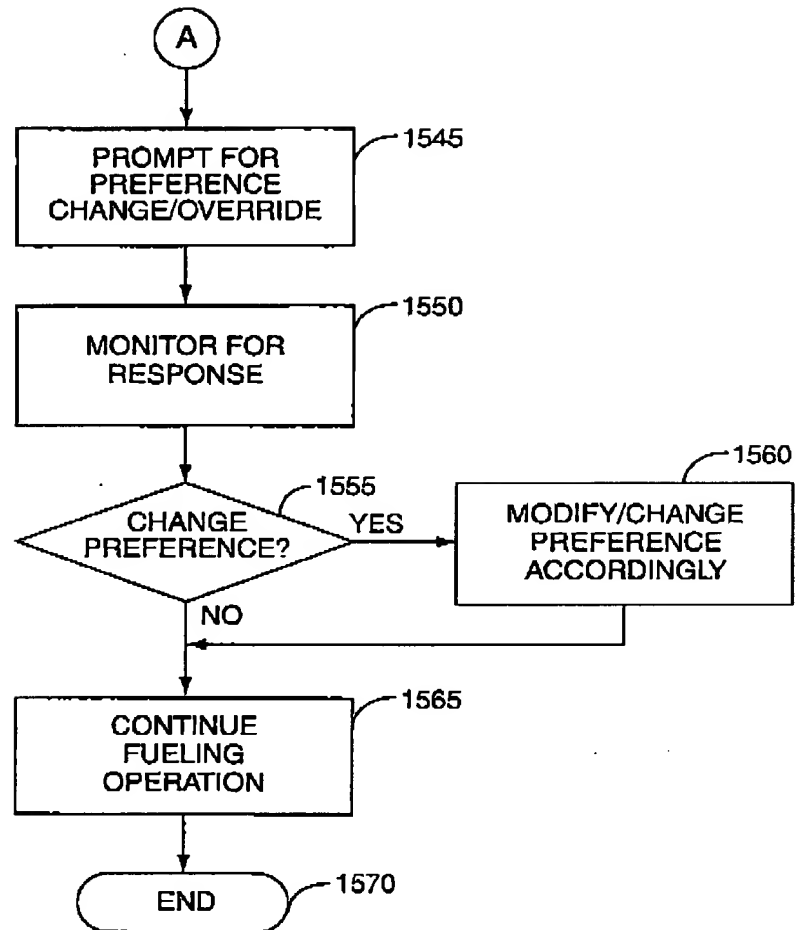 A
1545
PROMPT FOR
PREFERENCE
CHANGE/OVERRIDE
1550
MONITOR FOR
RESPONSE
1555
CHANGE
PREFERENCE?
YES
1560
MODIFY/CHANGE
PREFERENCE
ACCORDINGLY
NO
1565
CONTINUE
FUELING
OPERATION
END
1570